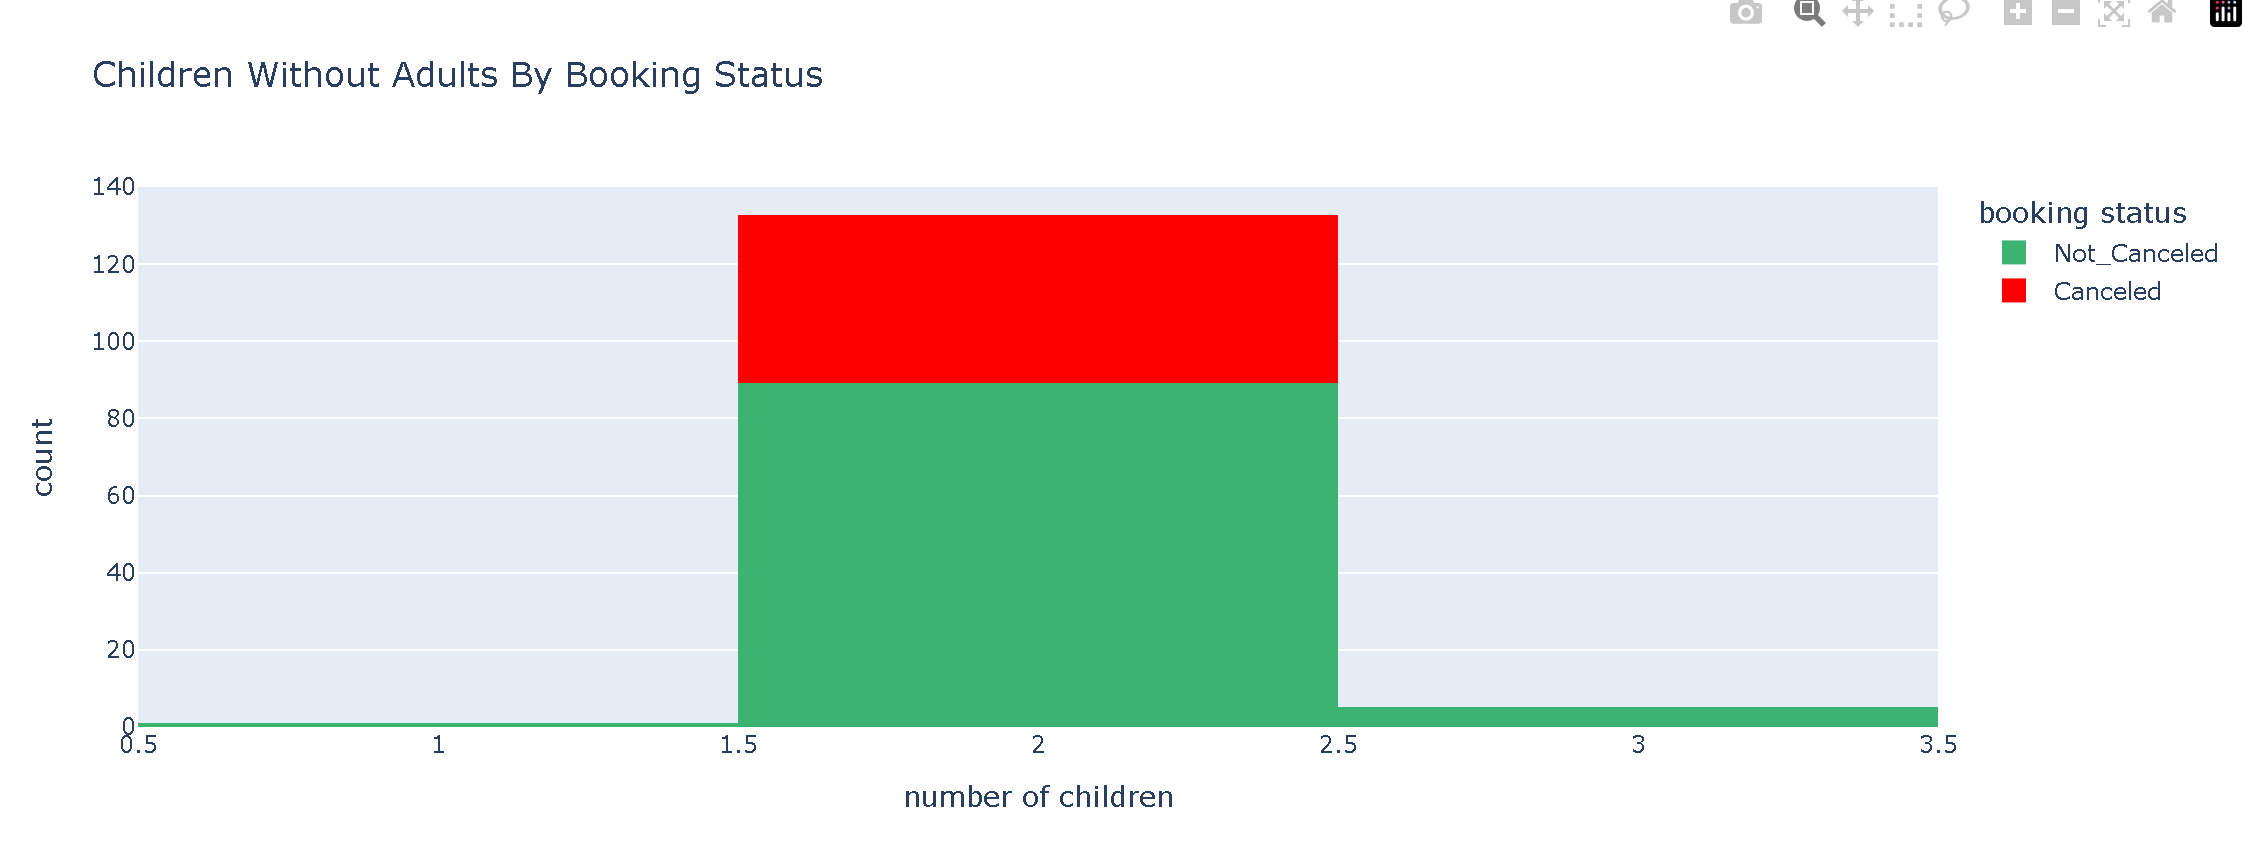 Children Without Adults By Booking Status
140
120
100
80
60
40
20
0
count
0.5 1 1.5 2 2.5 3 3.5
number of children
booking status
Not_Canceled
Canceled